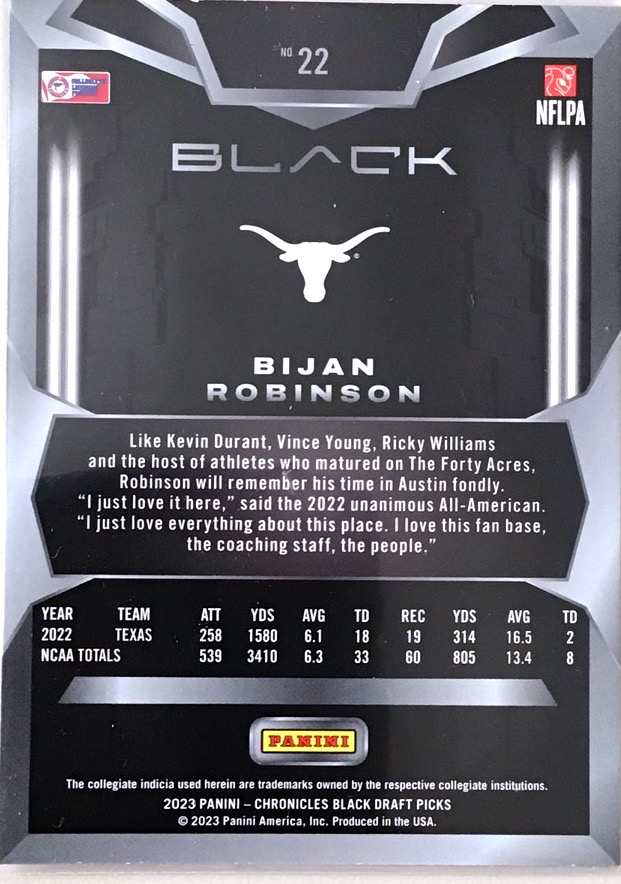 NO. 22
NFLPA
BLACK
BIJAN
ROBINSON
Like Kevin Durant, Vince Young, Ricky Williams
and the host of athletes who matured on The Forty Acres,
Robinson will remember his time in Austin fondly.
“I just love it here,” said the 2022 unanimous All-American.
“I just love everything about this place. I love this fan base,
the coaching staff, the people.”
YEAR TEAM ATT YDS AVG TD REC YDS AVG TD
2022 TEXAS 258 1580 6.1 18 19 314 16.5 2
NCAA TOTALS 539 3410 6.3 33 60 805 13.4 8
PANINI
The collegiate indicia used herein are trademarks owned by the respective collegiate institutions.
2023 PANINI – CHRONICLES BLACK DRAFT PICKS
© 2023 Panini America, Inc. Produced in the USA.